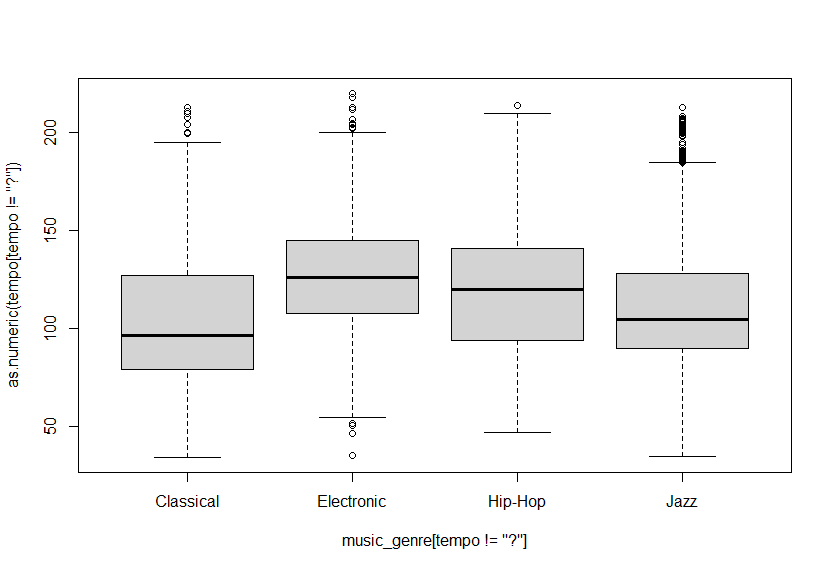 as.numeric(tempo[tempo != "?"])
200
150
100
50
Classical Electronic Hip-Hop Jazz
music_genre[tempo != "?"]